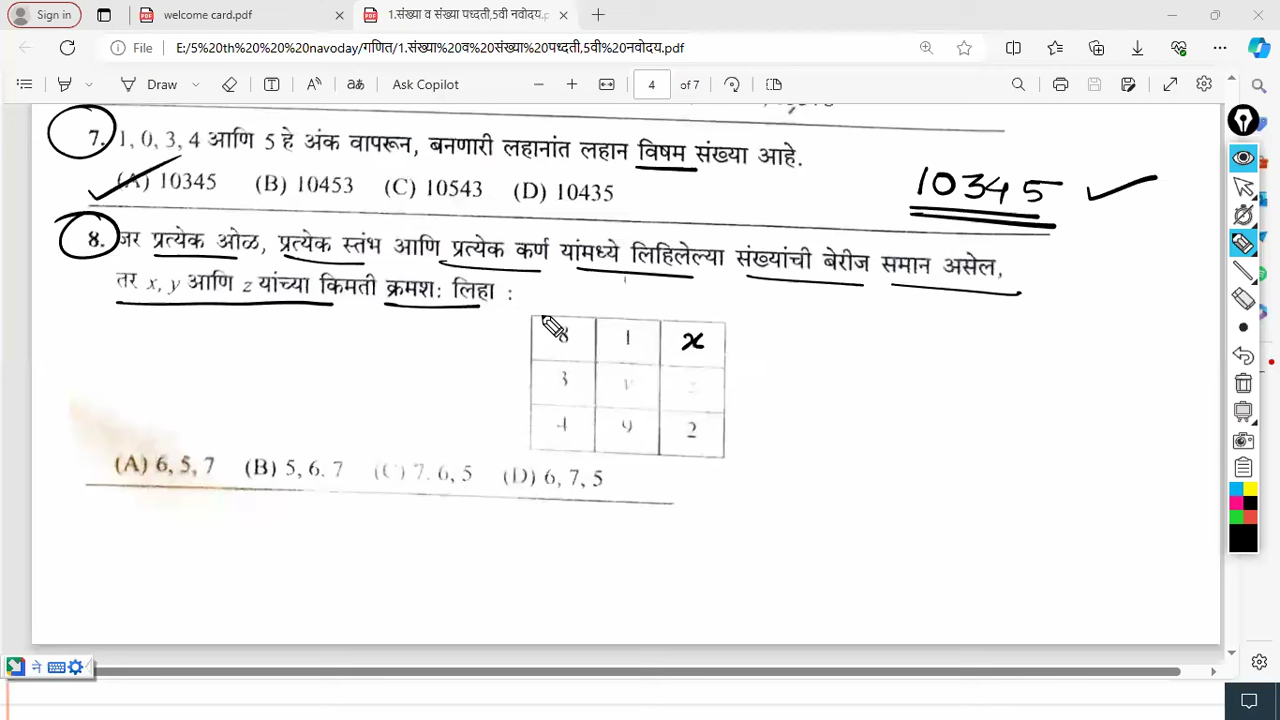 Sign in
welcome card.pdf
1.संख्या व संख्या पध्दती,5वी नवोदय.p
File
E:/5%20th%20%20%20navoday/गणित/1.संख्या%20व%20संख्या%20पध्दती,5वी%20नवोदय.pdf
Draw
Ask Copilot
4 of 7
7. 1, 0, 3, 4 आणि 5 हे अंक वापरून, बनणारी लहानांत लहान विषम संख्या आहे.
(A) 10345 (B) 10453 (C) 10543 (D) 10435
10345
8. जर प्रत्येक ओळ, प्रत्येक स्तंभ आणि प्रत्येक कर्ण यांमध्ये लिहिलेल्या संख्यांची बेरीज समान असेल,
तर x, y आणि z यांच्या किमती क्रमश: लिहा :
8 1 x
3
4 9 2
(A) 6, 5, 7 (B) 5, 6. 7 (C) 7. 6, 5 (D) 6, 7, 5
ने